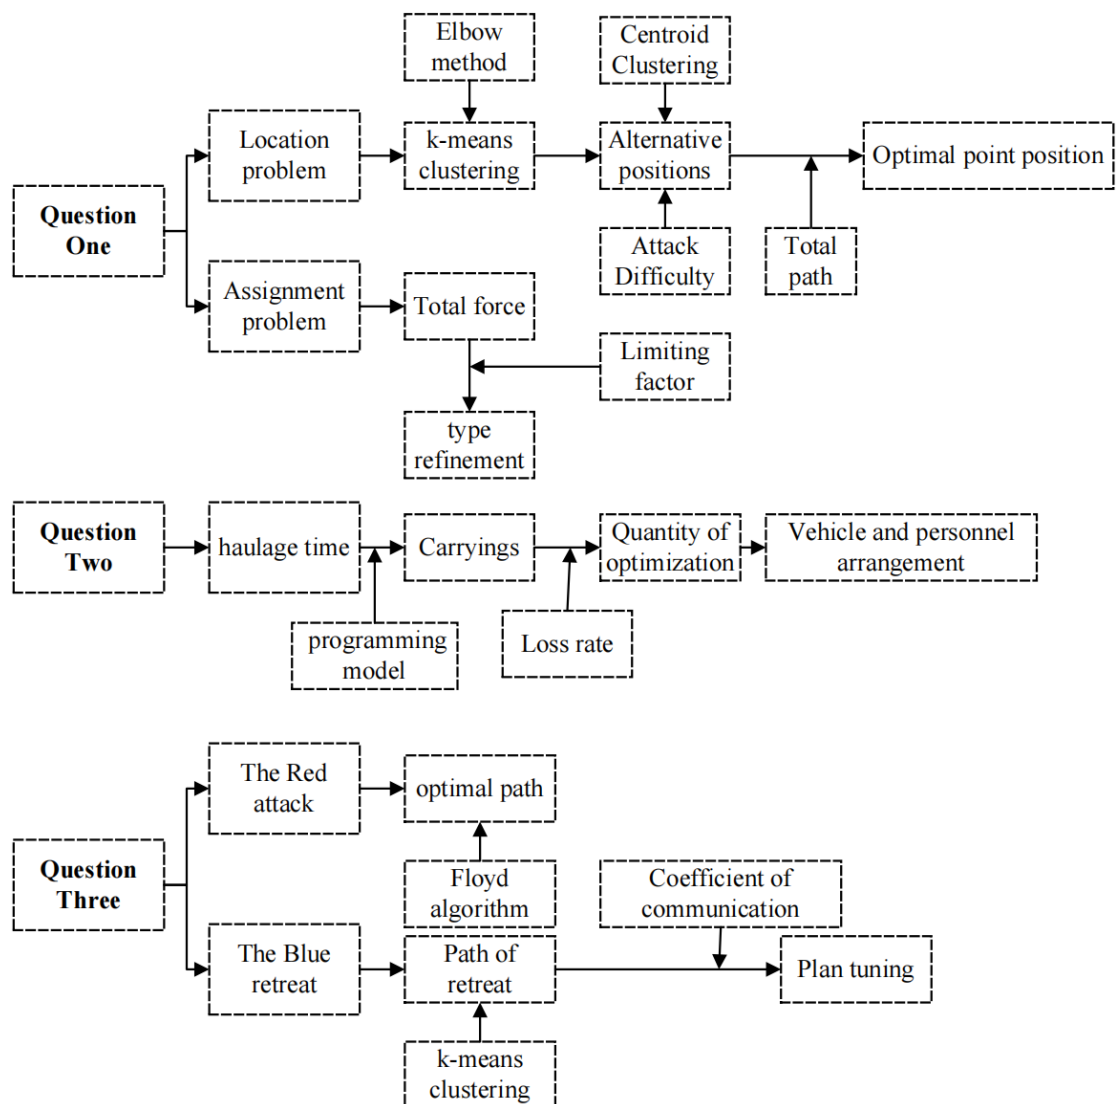 Elbow
method
Centroid
Clustering
Location
problem
k-means
clustering
Alternative
positions
Optimal point position
Question
One
Attack
Difficulty
Total
path
Assignment
problem
Total force
Limiting
factor
type
refinement
Question
Two
haulage time
Carryings
Quantity of
optimization
Vehicle and personnel
arrangement
programming
model
Loss rate
The Red
attack
optimal path
Question
Three
Floyd
algorithm
Coefficient of
communication
The Blue
retreat
Path of
retreat
Plan tuning
k-means
clustering